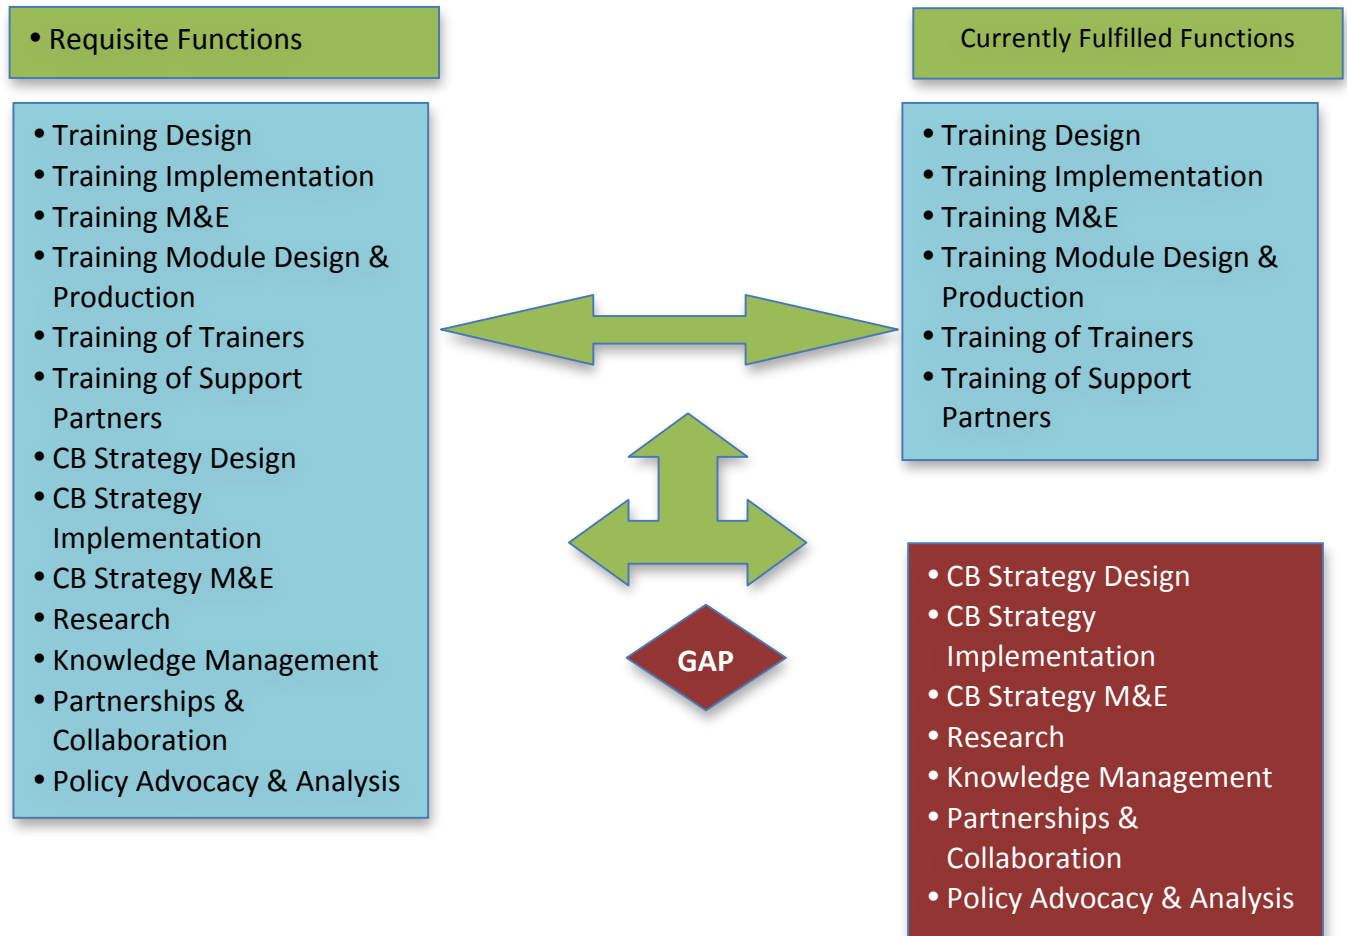 • Requisite Functions
• Training Design
• Training Implementation
• Training M&E
• Training Module Design &
Production
• Training of Trainers
• Training of Support
Partners
• CB Strategy Design
• CB Strategy
Implementation
• CB Strategy M&E
• Research
• Knowledge Management
• Partnerships &
Collaboration
• Policy Advocacy & Analysis
GAP
Currently Fulfilled Functions
• Training Design
• Training Implementation
• Training M&E
• Training Module Design &
Production
• Training of Trainers
• Training of Support
Partners
• CB Strategy Design
• CB Strategy
Implementation
• CB Strategy M&E
• Research
• Knowledge Management
• Partnerships &
Collaboration
• Policy Advocacy & Analysis